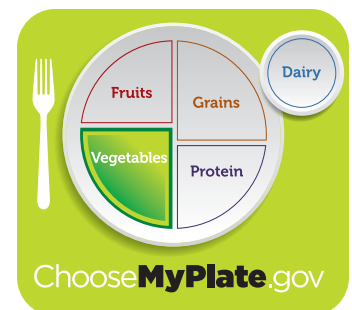 Dairy
Fruits
Grains
Vegetables
Protein
ChooseMyPlate.gov